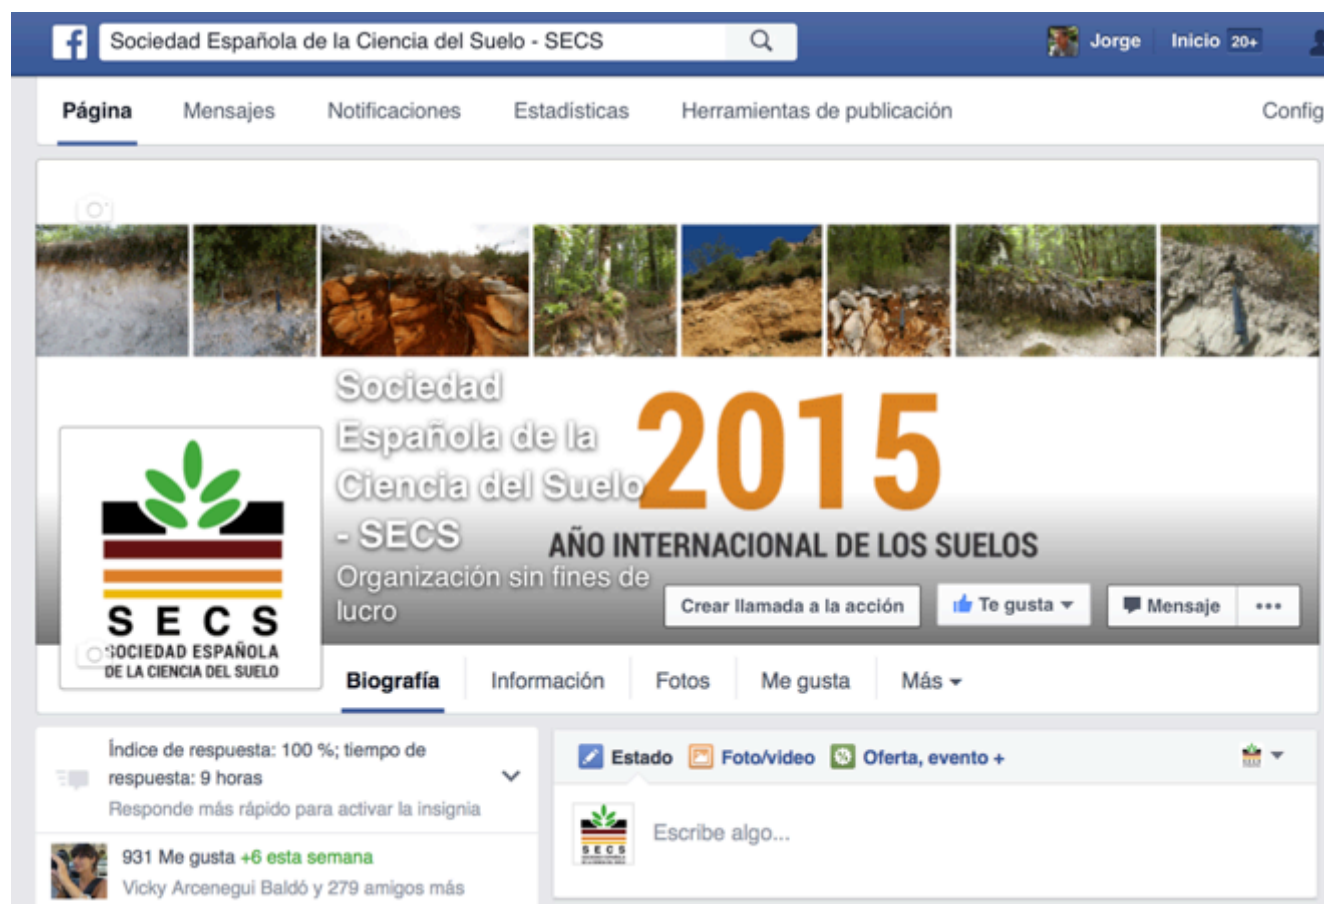 Sociedad Española de la Ciencia del Suelo - SECS
Jorge
Inicio 20+
Página
Mensajes
Notificaciones
Estadísticas
Herramientas de publicación
Config
Sociedad
Española de la
Ciencia del Suelo
- SECS
Organización sin fines de
lucro
2015
AÑO INTERNACIONAL DE LOS SUELOS
Crear llamada a la acción
Te gusta
Mensaje
SECS
SOCIEDAD ESPAÑOLA
DE LA CIENCIA DEL SUELO
Biografía
Información
Fotos
Me gusta
Más
Índice de respuesta: 100 %; tiempo de
respuesta: 9 horas
Responde más rápido para activar la insignia
931 Me gusta +6 esta semana
Vicky Arcenegui Baldó y 279 amigos más
Estado
Foto/video
Oferta, evento +
SECS
Escribe algo...